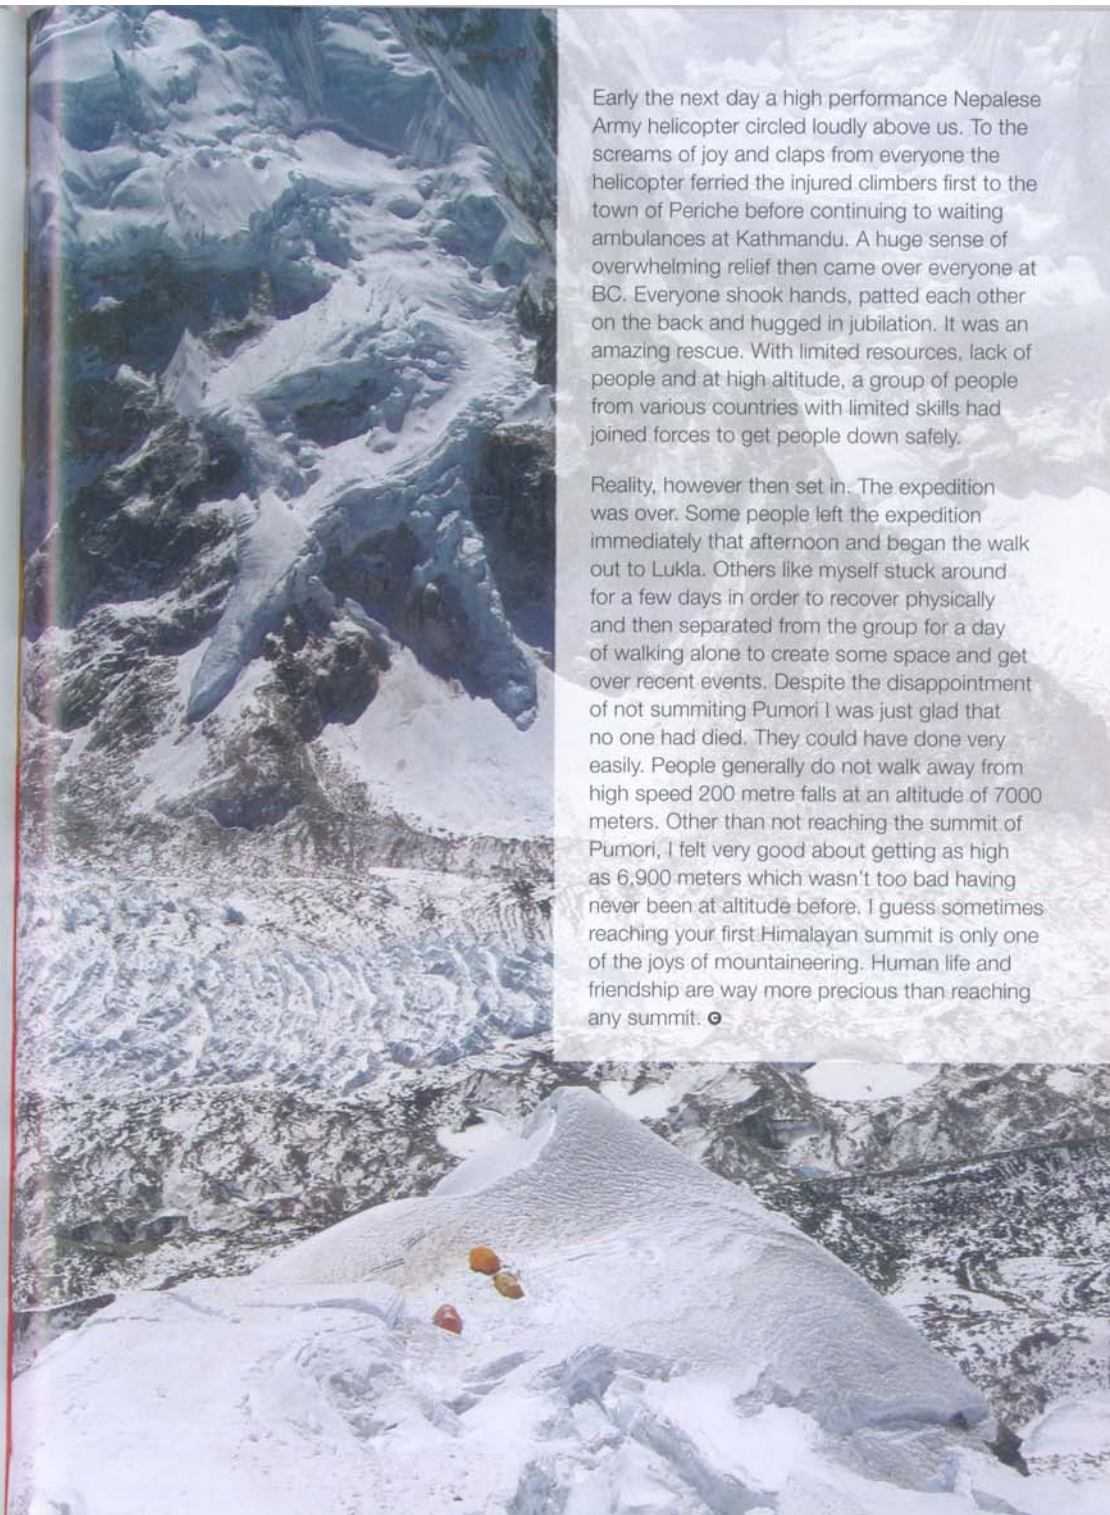 Early the next day a high performance Nepalese
Army helicopter circled loudly above us. To the
screams of joy and claps from everyone the
helicopter ferried the injured climbers first to the
town of Periche before continuing to waiting
ambulances at Kathmandu. A huge sense of
overwhelming relief then came over everyone at
BC. Everyone shook hands, patted each other
on the back and hugged in jubilation. It was an
amazing rescue. With limited resources, lack of
people and at high altitude, a group of people
from various countries with limited skills had
joined forces to get people down safely.
Reality, however then set in. The expedition
was over. Some people left the expedition
immediately that afternoon and began the walk
out to Lukla. Others like myself stuck around
for a few days in order to recover physically
and then separated from the group for a day
of walking alone to create some space and get
over recent events. Despite the disappointment
of not summiting Pumori I was just glad that
no one had died. They could have done very
easily. People generally do not walk away from
high speed 200 metre falls at an altitude of 7000
meters. Other than not reaching the summit of
Pumori, I felt very good about getting as high
as 6,900 meters which wasn't too bad having
never been at altitude before. I guess sometimes
reaching your first Himalayan summit is only one
of the joys of mountaineering. Human life and
friendship are way more precious than reaching
any summit.